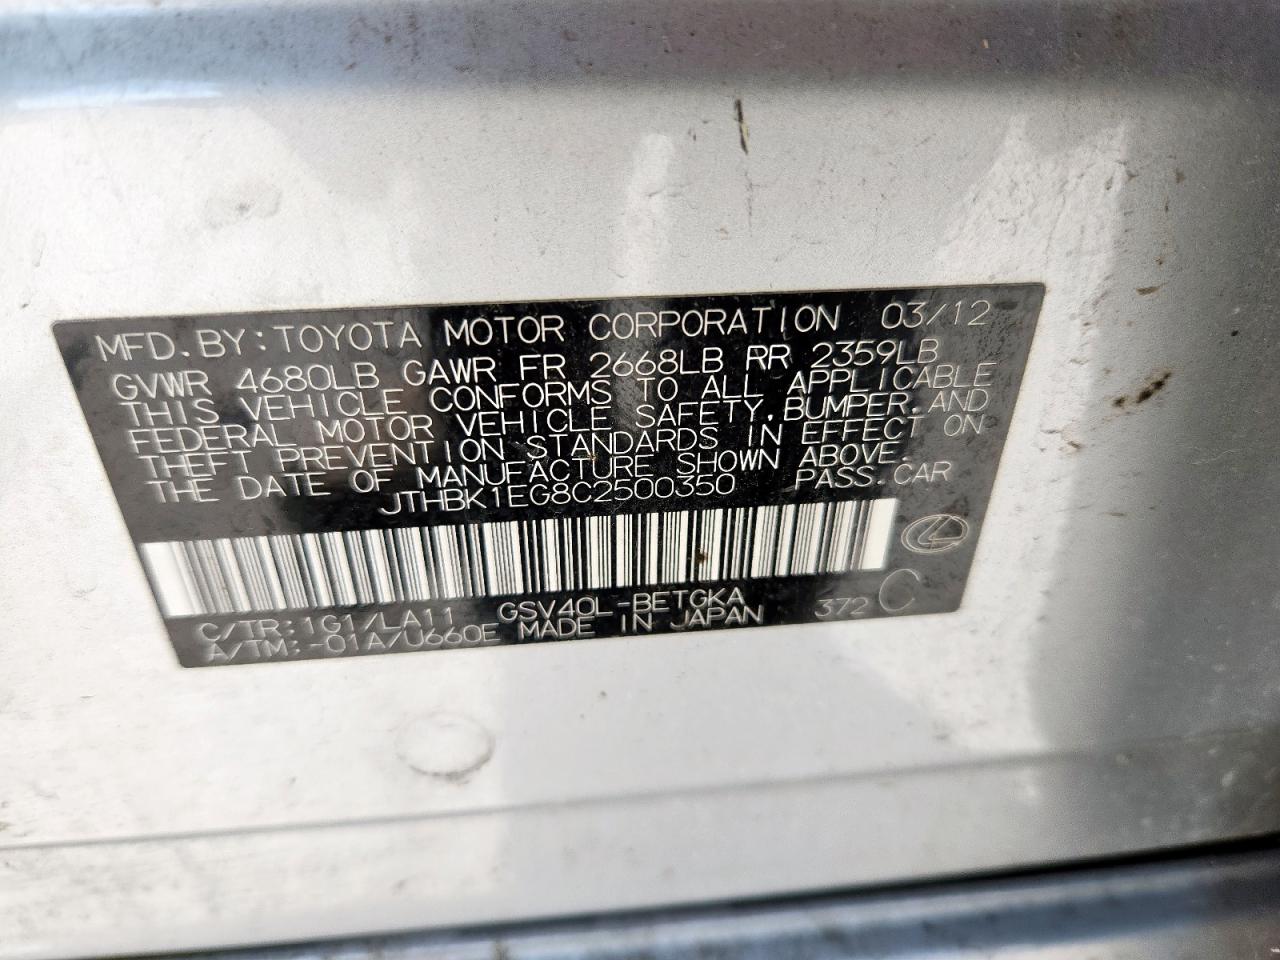 MFD. BY: TOYOTA MOTOR CORPORATION 03/12
GVWR 4680LB GAWR FR 2668LB RR 2359LB
THIS VEHICLE CONFORMS TO ALL APPLICABLE
FEDERAL MOTOR VEHICLE SAFETY, BUMPER, AND
THEFT PREVENTION STANDARDS IN EFFECT ON
THE DATE OF MANUFACTURE SHOWN ABOVE.
JTHBK1EG8C2500350 PASS. CAR
C/TR: 1G1/LA11 GSV40L-BETGKA 372 C
A/TM: -01A/U660E MADE IN JAPAN